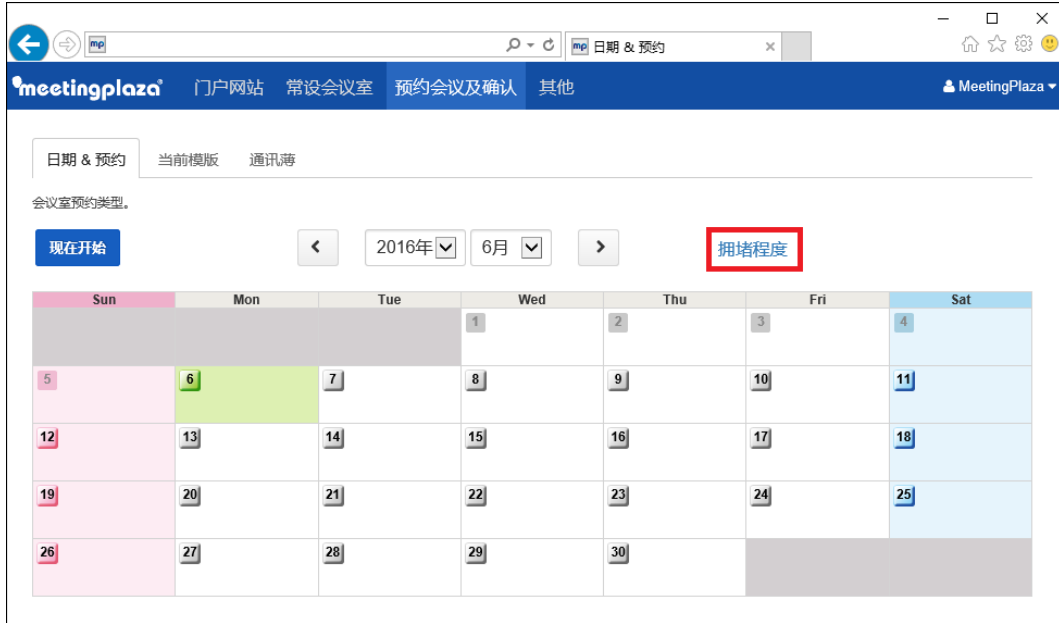 mp
mp 日期 & 预约
meetingplaza 门户网站 常设会议室 预约会议及确认 其他 MeetingPlaza
日期 & 预约 当前模版 通讯薄
会议室预约类型。
现在开始 2016年 6月 拥堵程度
Sun Mon Tue Wed Thu Fri Sat
1 2 3 4
5 6 7 8 9 10 11
12 13 14 15 16 17 18
19 20 21 22 23 24 25
26 27 28 29 30